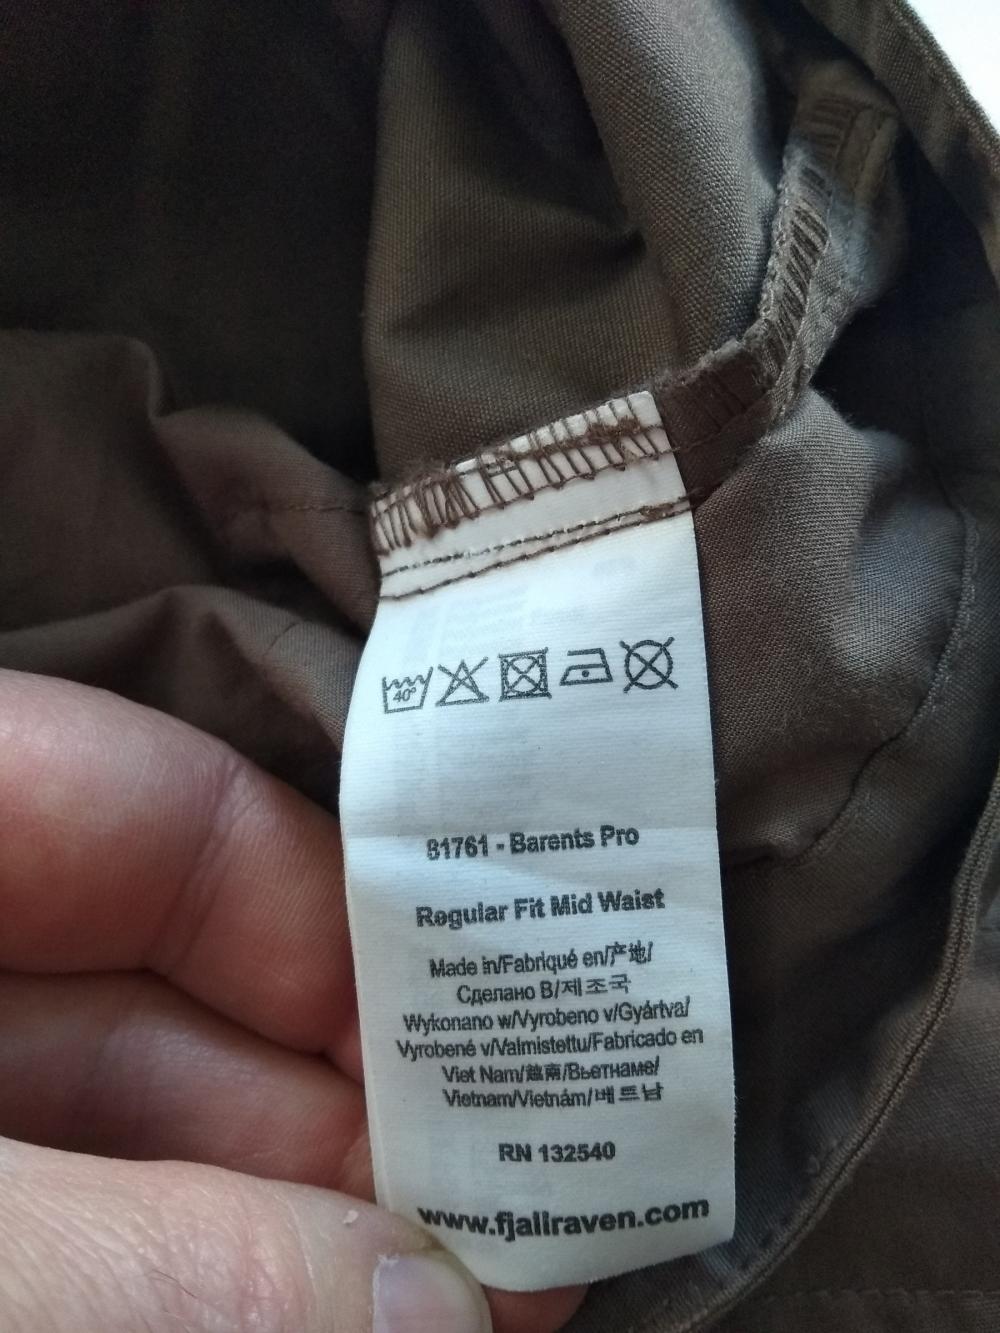 40°
81761 - Barents Pro
Regular Fit Mid Waist
Made in/Fabriqué en/产地/
Сделано В/제조국
Wykonano w/Vyrobeno v/Gyártva/
Vyrobené v/Valmistettu/Fabricado en
Viet Nam/越南/Вьетнаме/
Vietnam/Vietnám/베트남
RN 132540
www.fjallraven.com